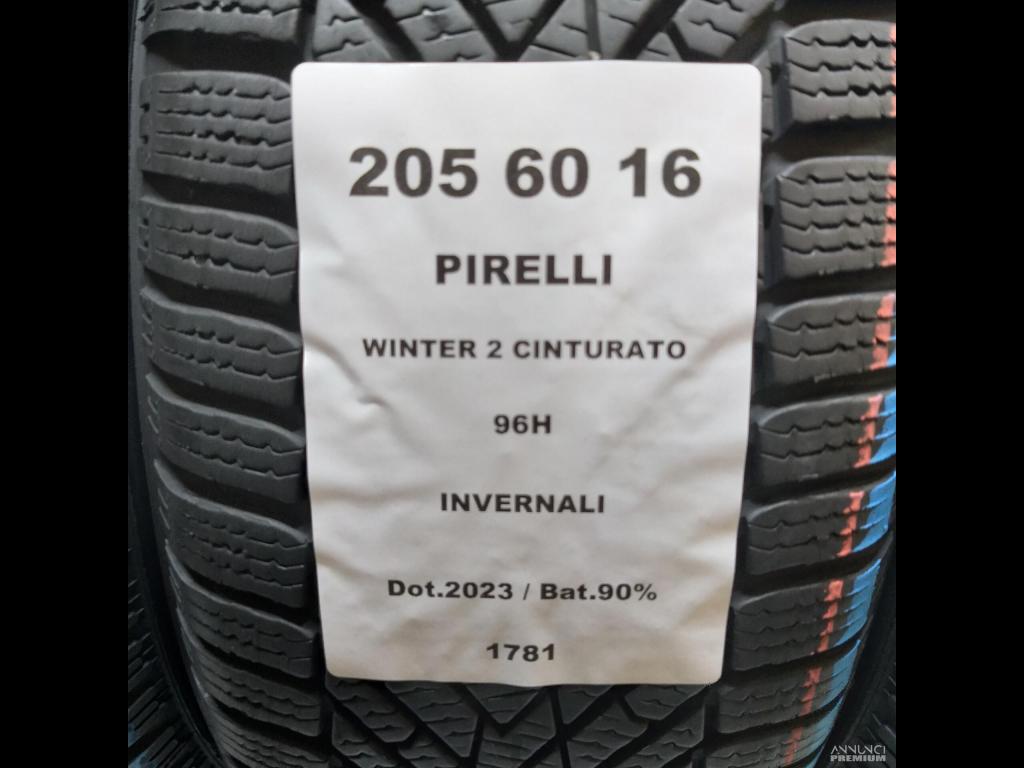 205 60 16
PIRELLI
WINTER 2 CINTURATO
96H
INVERNALI
Dot.2023 / Bat.90%
1781
ANNUNCI
PREMIUM